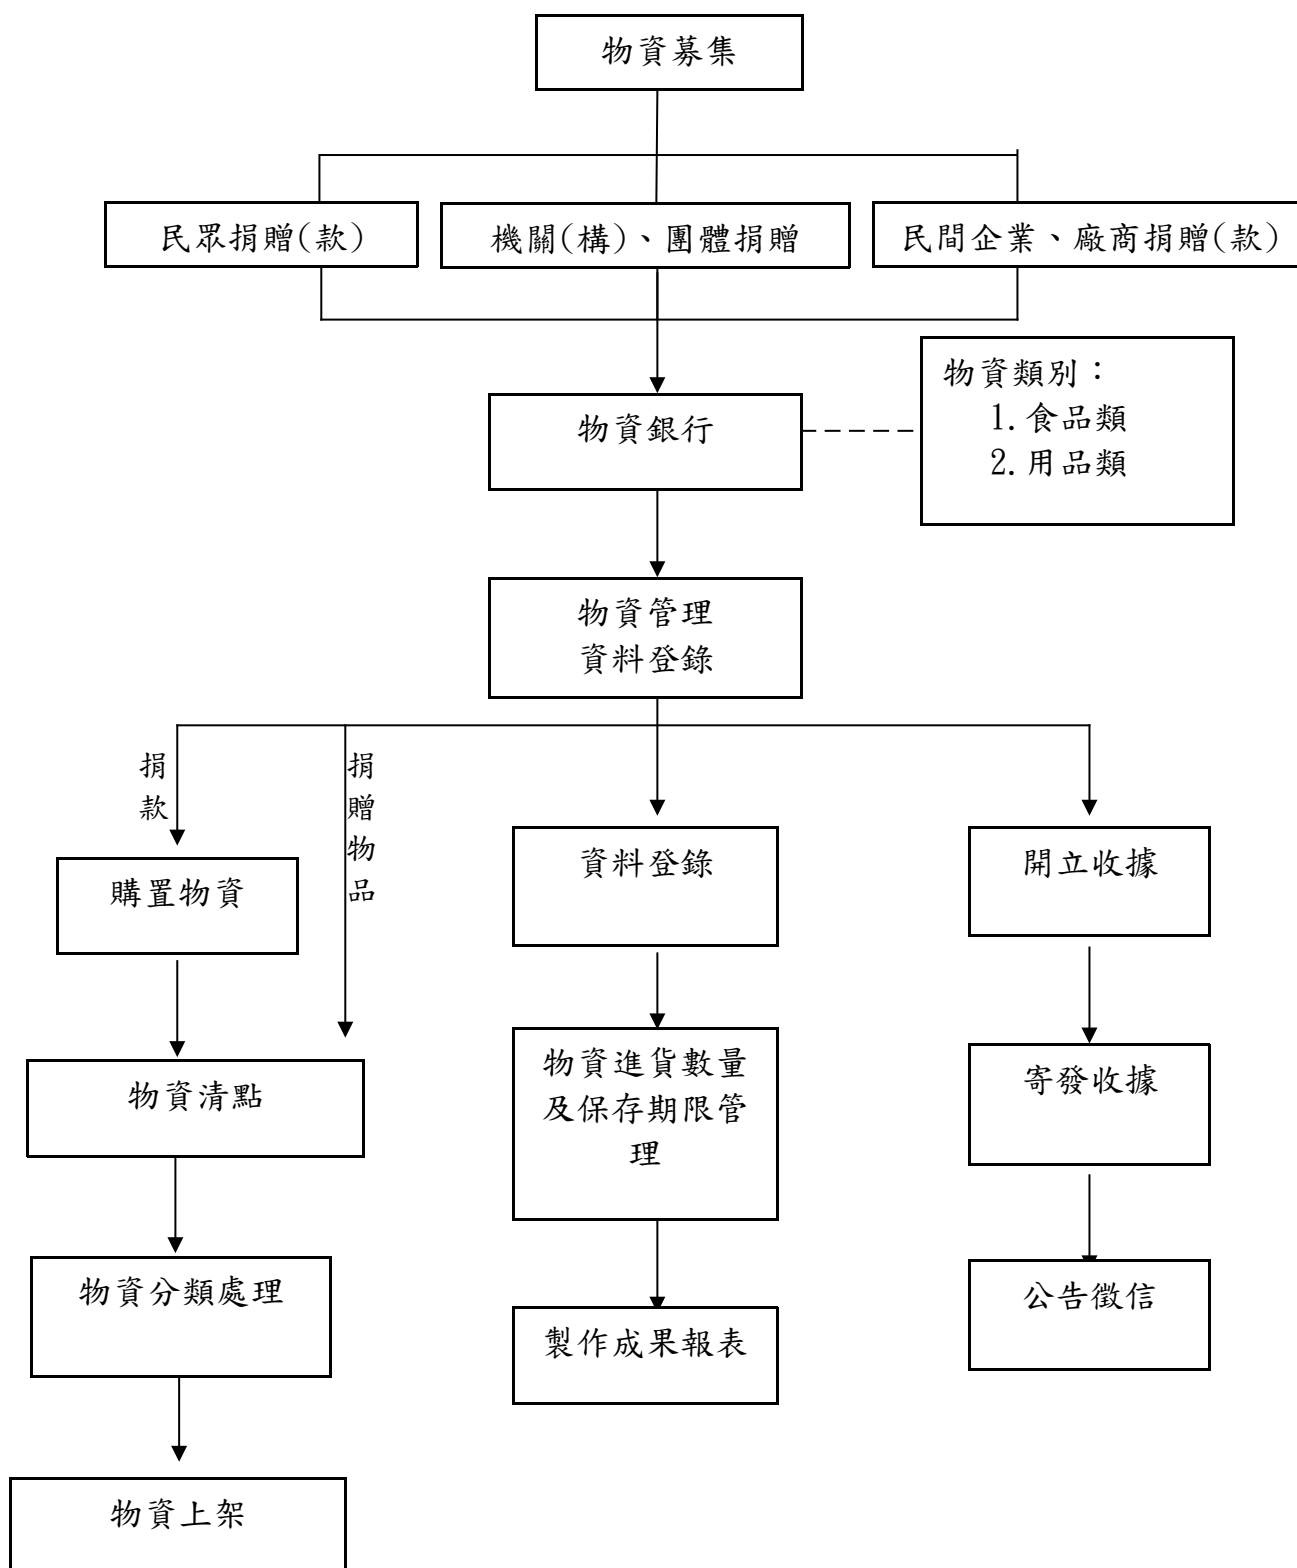 物資募集
民眾捐贈(款)
機關(構)、團體捐贈
民間企業、廠商捐贈(款)
物資類別：
1.食品類
2.用品類
物資銀行
物資管理
資料登錄
捐款
捐贈物品
購置物資
資料登錄
開立收據
物資清點
物資進貨數量
及保存期限管
理
寄發收據
物資分類處理
製作成果報表
公告徵信
物資上架